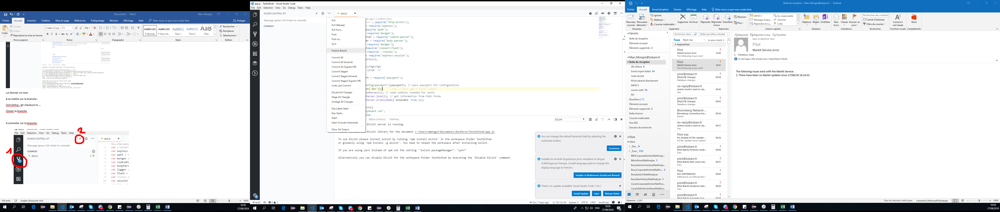 Document1 - Word
Marc Mongin
Fichier Accueil Insertion Création Mise en page Références Publipostage Révision Affichage Aide Dites-nous ce que vous voulez faire Partager
Coller
Couper
Copier
Reproduire la mise en forme
Calibri (Corp 11
AaBbCcDc AaBbCcDc AaBbCc AaBbCcD AaB
¶ Normal ¶ Sans int... Titre 1 Titre 2 Titre
Rechercher
Remplacer
Sélectionner
Presse-papiers Police Paragraphe Styles Édition
Lui donner un nom
8.se mettre sur la branche :
Ctrl+shif+p : git checkout to ...
Choisir la branche
9.commiter sur la branche:
File Edit Selection View Go Debug Tasks Help
SOURCE CONTROL: GIT
app.js
Message (press Ctrl+Enter to commit)
CHANGES 1
app.js 2, M
You, a few secon
1 var createEr
2 var express
3 var path = r
4 var morgan =
5 var cookiePa
6 var bodyPars
7 var logger =
8 var flash =
9 var routes =
10 var session
1
2
106 mots Anglais (Royaume-Uni) 100%
10:59
27/08/2018
app.js - TestGithub - Visual Studio Code
File Edit Selection View Go Debug Tasks Help
SOURCE CONTROL: GIT
Message (press Ctrl+Enter to commit)
CHANGES
Pull
Pull (Rebase)
Pull from...
Push
Push to...
Sync
Publish Branch
Commit All
Commit All (Amend)
Commit All (Signed Off)
Commit Staged
Commit Staged (Amend)
Commit Staged (Signed Off)
Undo Last Commit
Discard All Changes
Stage All Changes
Unstage All Changes
Pop Latest Stash
Pop Stash...
Stash
Stash (Include Untracked)
Show Git Output
app.js
ds ago | 1 author (You)
ror = require('http-errors');
= require('express');
equire('path');
require('morgan');
rser = require('cookie-parser');
er = require('body-parser');
require('morgan');
equire('connect-flash');
require('./routes');
= require('express-session');
xpress();
vsfdgbsfgb
SETUP */
rt = require('passport');
onfig/passport')(passport); // pass passport for configuration
an('dev')); You, 7 days ago • first commit
ieParser()); // read cookies (needed for auth)
Parser.json()); // get information from html forms
Parser.urlencoded({ extended: true }));
ion({
eyboard cat',
lse,
DEBUG CONSOLE TERMINAL
ESLint
ESLint server is running.
ESLint library for the document c:\Users\mmongin\Documents\docPerso\TestGithub\app.js
To use ESLint please install eslint by running 'npm install eslint' in the workspace folder TestGithub
or globally using 'npm install -g eslint'. You need to reopen the workspace after installing eslint.
If you are using yarn instead of npm set the setting `"eslint.packageManager": "yarn"`
Alternatively you can disable ESLint for the workspace folder TestGithub by executing the 'Disable ESLint' command.
You can change the default terminal shell by selecting the
customize button.
Customize
Installez le module linguistique pour remplacer la langue
d'affichage par français. (Install language pack to change the
display language to French.)
Installer et Redémarrer (Install and Restart)
There's an update available: Visual Studio Code 1.26.1
Install Update Later Release Notes
test2 0 2
You, 7 days ago Ln 19, Col 24 Spaces: 2 UTF-8 CRLF JavaScript 3
ENG
10:59
27/08/2018
Boîte de réception - Marc.Mongin@tobam.fr - Outlook
Fichier Accueil Envoi/réception Dossier Affichage Aide Dites-nous ce que vous voulez faire
Nouveau courrier
Nouveaux éléments
Ignorer
Nettoyer
Courrier indésirable
Supprimer Archiver
Répondre Répondre à tous Transférer
Réunion
Plus
MIFID II
Message d'équi...
Répondre et su...
Au responsable
Terminé
Créer
Déplacer Règles OneNote
Non lu/Lu Classer Assurer un suivi
Rechercher des contacts
Carnet d'adresses
Filtrer le courrier
Lecture à voix haute
Store
Nouveau Supprimer Répondre Actions rapides Déplacer Indicateurs Rechercher Fonction vocale Compléments
Favoris
Boîte de réception
Éléments envoyés
Éléments supprimés 2
Marc.Mongin@tobam.fr
Boîte de réception
AB inflows 4
Email import failed 14
mails de test
M'est adressé directement
MIFID II
munin notif 74
RH
Brouillons [17]
Éléments envoyés
Éléments supprimés 2
Boîte d'envoi
Courrier indésirable
Flux RSS
Dossiers de recherche
Pilot
Inbox
_Dev_ 9
_Error_ 512
BBHCorporateActionMailAnaly...
BbhInflowsMailAnalyer 1
BonyAdminInventoryMailAnaly...
BonyCorporateActionMailAn... 3
BonyExoticFxMailAnalyzer
BonyNavHistoryMailAnalyzer 1
CaceisCorporateActionNotifica...
CaceisDefinitiveInflowsMailAna...
Rechercher dans ... Boîte aux lettres actuelle
Tous Non lus Le plus récent
Aujourd'hui
Pilot
Markit Service error 10:45
The following issues exist
Pilot
Markit Service error 10:41
The following issues exist
pilot@tobam.fr
[Pilot] DB Changes 09:58
Database changes
no-reply@tobam.fr
Jenkins build is back to sta... 09:45
See
pilot@tobam.fr
[Pilot] DB Changes 09:45
Database changes
Bloomberg Network ...
Bloomberg Connection Eve... 09:39
Events
no-reply@tobam.fr
Jenkins build is back to sta... 09:37
See
Pilot trac
Re: [tobam] #2744: Update ... 09:26
#2744: Update Stock carbon
pilot@tobam.fr
[Pilot Batch] Portfolio violat... 09:06
Trac:
pilot@tobam.fr
[Pilot Batch] Rate curves fail... 09:01
Trac:
Pilot
NAV DIFFERENCES 09:00
Differences on Official NAV :
pilot@tobam.fr
[Pilot Batch] Dividends faile... 09:00
Trac:
pilot@tobam.fr
[Pilot Batch] Automatic Run 09:00
Répondre Répondre à tous Transférer
Mon 27/08/2018 10:41
Pilot
Markit Service error
À PilotDevs_Team
Ce message a été envoyé avec l'importance Haute.
The following issues exist with the Markit Service:
1: There have been no Markit updates since 27/08/18 10:16:32
Éléments : 5,591
Tous les dossiers sont à jour. Connecté à Microsoft Exchange 100%
10:59
27/08/2018